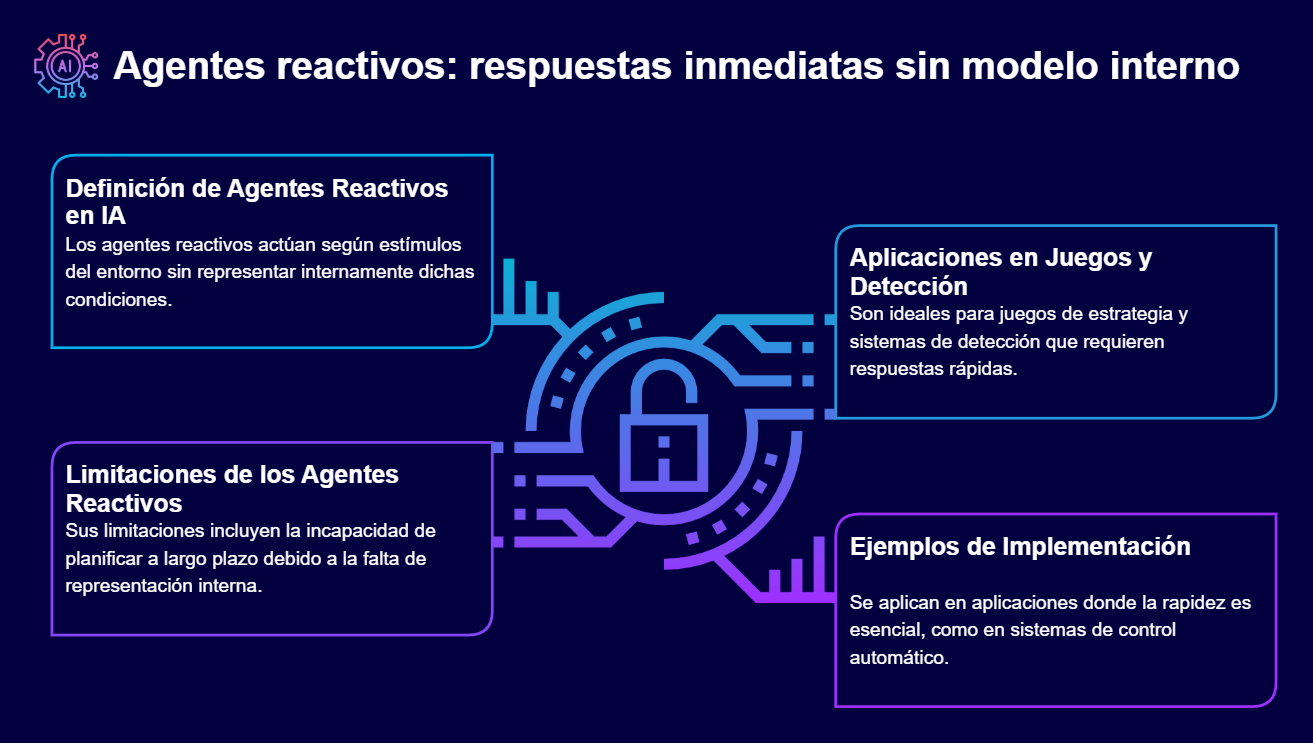 AI
Agentes reactivos: respuestas inmediatas sin modelo interno
Definición de Agentes Reactivos
en IA
Los agentes reactivos actúan según estímulos
del entorno sin representar internamente dichas
condiciones.
Aplicaciones en Juegos y
Detección
Son ideales para juegos de estrategia y
sistemas de detección que requieren
respuestas rápidas.
Limitaciones de los Agentes
Reactivos
Sus limitaciones incluyen la incapacidad de
planificar a largo plazo debido a la falta de
representación interna.
Ejemplos de Implementación
Se aplican en aplicaciones donde la rapidez es
esencial, como en sistemas de control
automático.